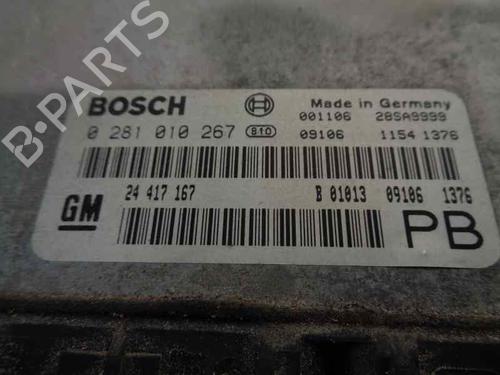 BOSCH Made in Germany
001106 28SA9999
0 281 010 267 810 09106 1154 1376
GM 24 417 167 B 01013 09106 1376
PB
B-PARTS